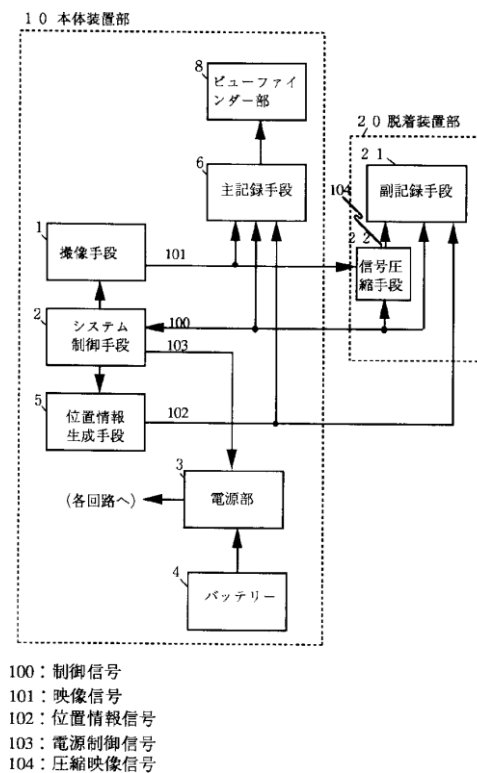 10 本体装置部
8
ビューファイ
ンダー部
20 脱着装置部
6
主記録手段
21
副記録手段
104
22
信号圧
縮手段
1
撮像手段
101
2
システム
制御手段
100
103
5
位置情報
生成手段
102
3
電源部
(各回路へ)
4
バッテリー
100:制御信号
101:映像信号
102:位置情報信号
103:電源制御信号
104:圧縮映像信号